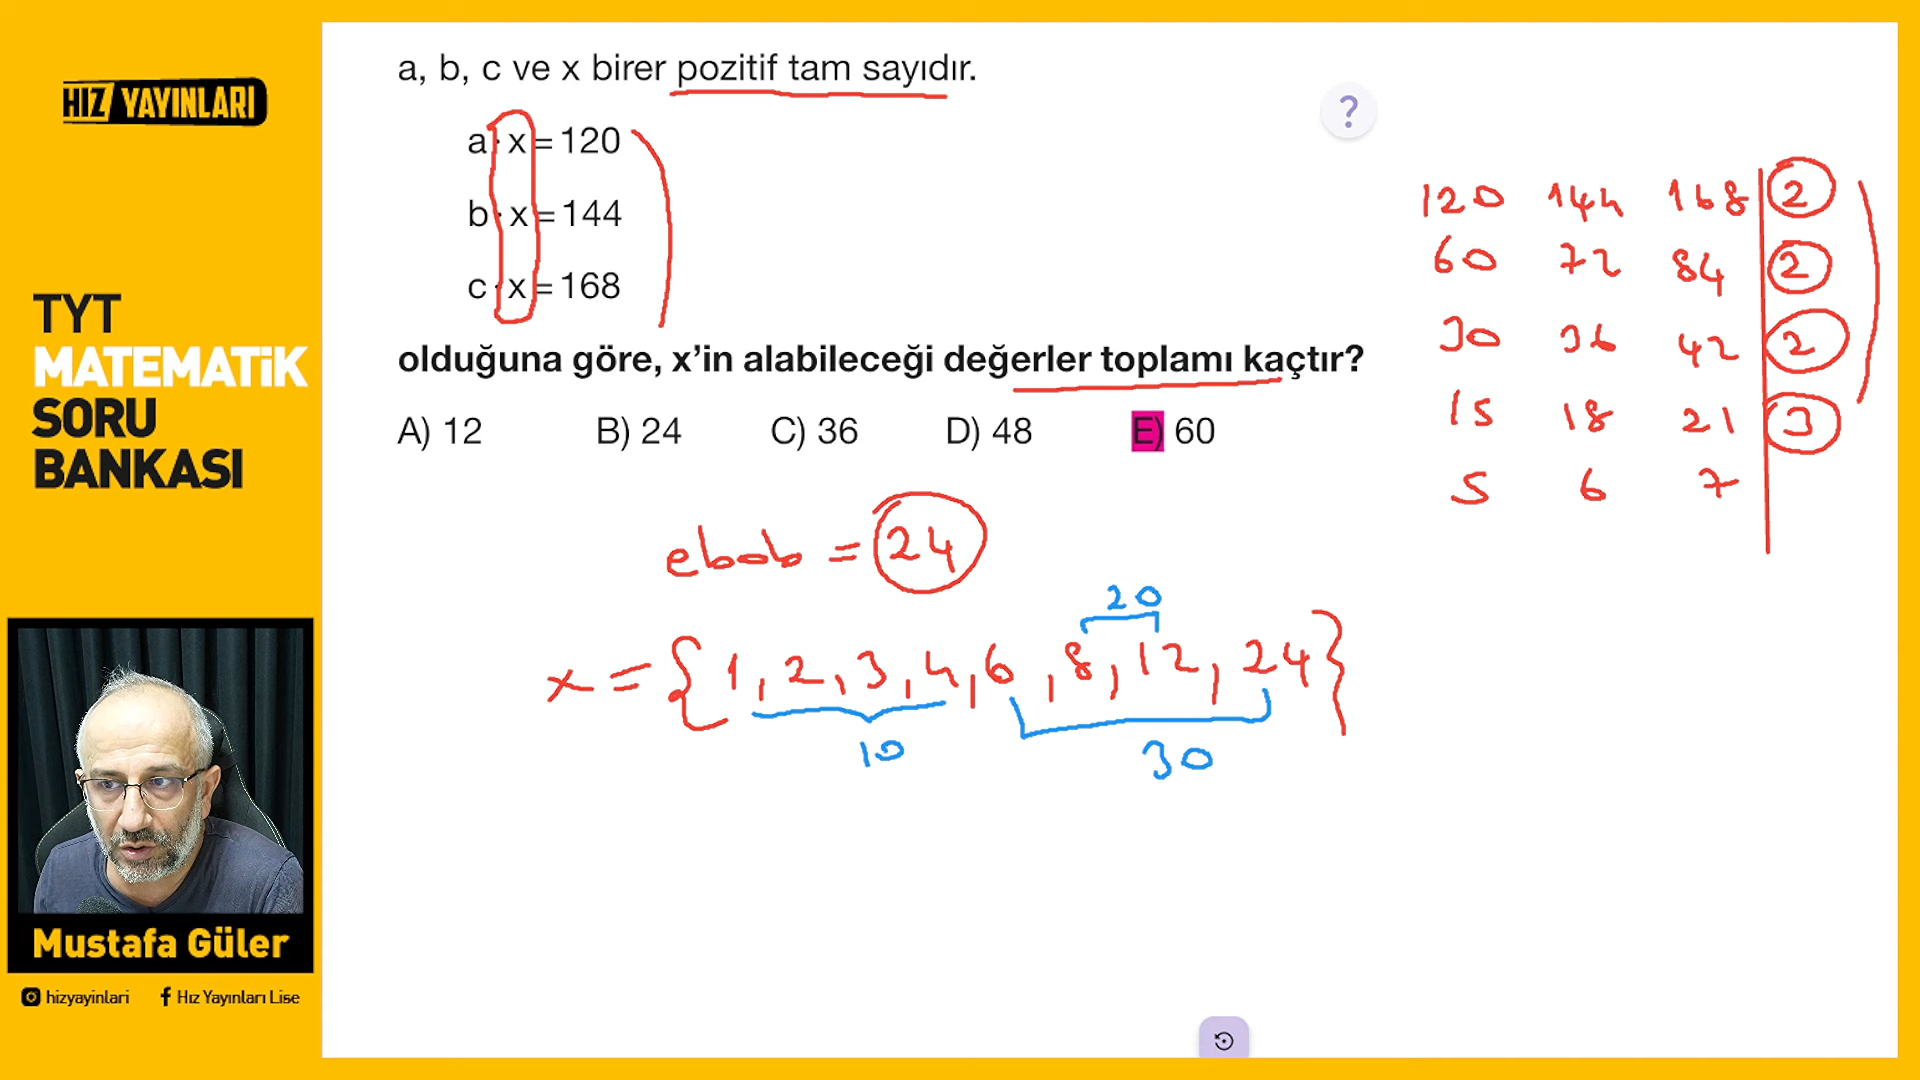 HIZ YAYINLARI
TYT
MATEMATİK
SORU
BANKASI
a, b, c ve x birer pozitif tam sayıdır.
a · x = 120
b · x = 144
c · x = 168
olduğuna göre, x'in alabileceği değerler toplamı kaçtır?
A) 12 B) 24 C) 36 D) 48 E) 60
?
120 144 168 2
60 72 84 2
30 36 42 2
15 18 21 3
5 6 7
ebob = 24
20
x = {1, 2, 3, 4, 6, 8, 12, 24}
10 30
Mustafa Güler
hizyayinlari Hız Yayınları Lise